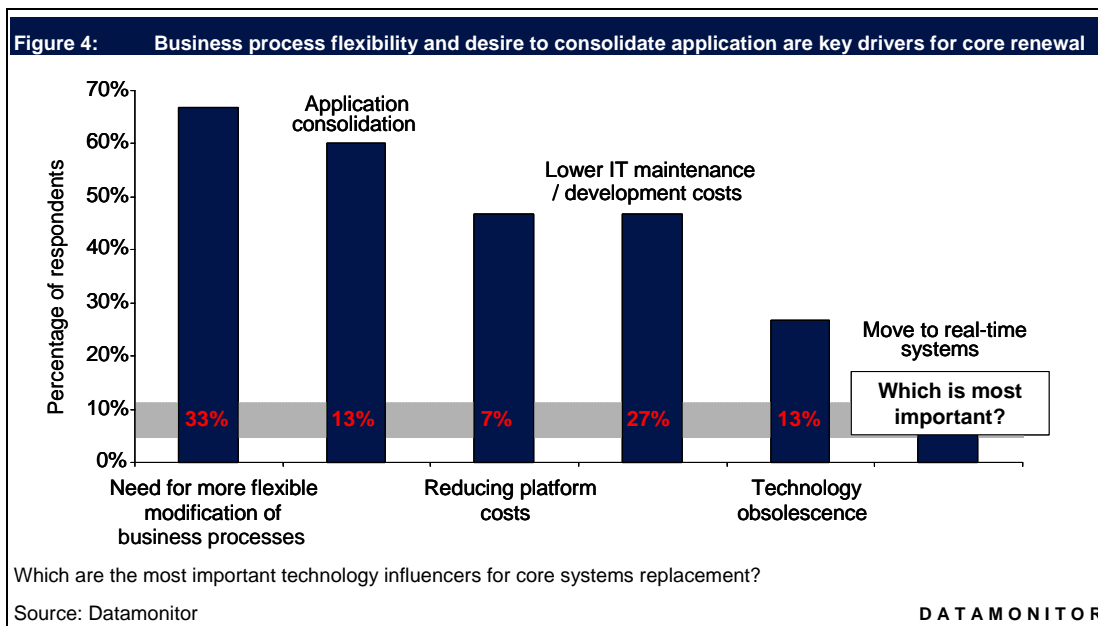 Figure 4: Business process flexibility and desire to consolidate application are key drivers for core renewal
70%
60%
50%
40%
30%
20%
10%
0%
Percentage of respondents
Application
consolidation
Lower IT maintenance
/ development costs
Move to real-time
systems
Which is most
important?
33% 13% 7% 27% 13%
Need for more flexible
modification of
business processes
Reducing platform
costs
Technology
obsolescence
Which are the most important technology influencers for core systems replacement?
Source: Datamonitor DATAMONITOR